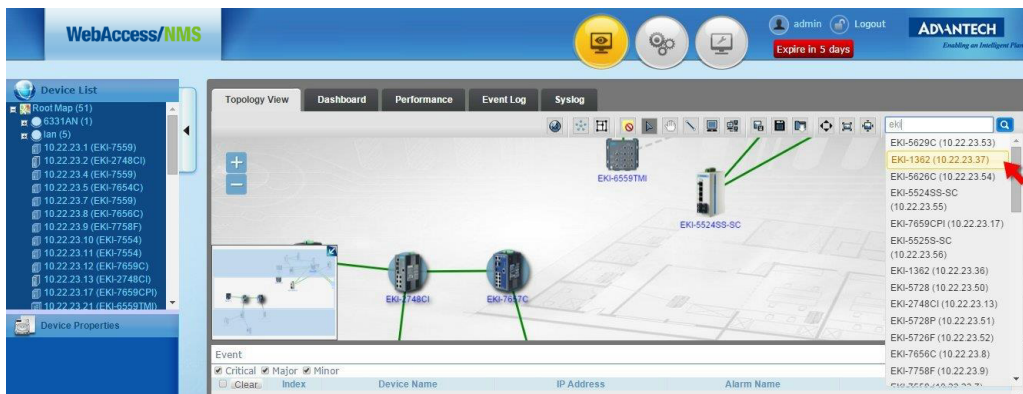 WebAccess/NMS
admin Logout
Expire in 5 days
ADVANTECH
Enabling an Intelligent Plan
Device List
Root Map (51)
6331AN (1)
lan (5)
10.22.23.1 (EKI-7559)
10.22.23.2 (EKI-2748CI)
10.22.23.4 (EKI-7559)
10.22.23.5 (EKI-7654C)
10.22.23.7 (EKI-7559)
10.22.23.8 (EKI-7656C)
10.22.23.9 (EKI-7758F)
10.22.23.10 (EKI-7554)
10.22.23.11 (EKI-7554)
10.22.23.12 (EKI-7659C)
10.22.23.13 (EKI-2748CI)
10.22.23.17 (EKI-7659CPI)
10.22.23.21 (EKI-6559TMI)
Device Properties
Topology View Dashboard Performance Event Log Syslog
eki
EKI-6559TMI
EKI-5524SS-SC
EKI-2748CI
EKI-7657C
EKI-5629C (10.22.23.53)
EKI-1362 (10.22.23.37)
EKI-5626C (10.22.23.54)
EKI-5524SS-SC
(10.22.23.55)
EKI-7659CPI (10.22.23.17)
EKI-5525S-SC
(10.22.23.56)
EKI-1362 (10.22.23.36)
EKI-5728 (10.22.23.50)
EKI-2748CI (10.22.23.13)
EKI-5728P (10.22.23.51)
EKI-5726F (10.22.23.52)
EKI-7656C (10.22.23.8)
EKI-7758F (10.22.23.9)
Event
Critical Major Minor
Clear Index Device Name IP Address Alarm Name